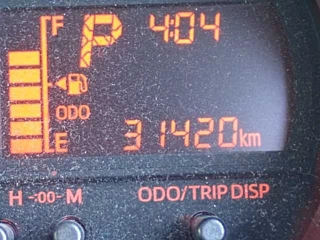 F P 4:04
ODO
E 31420km
H -:00- M ODO/TRIP DISP